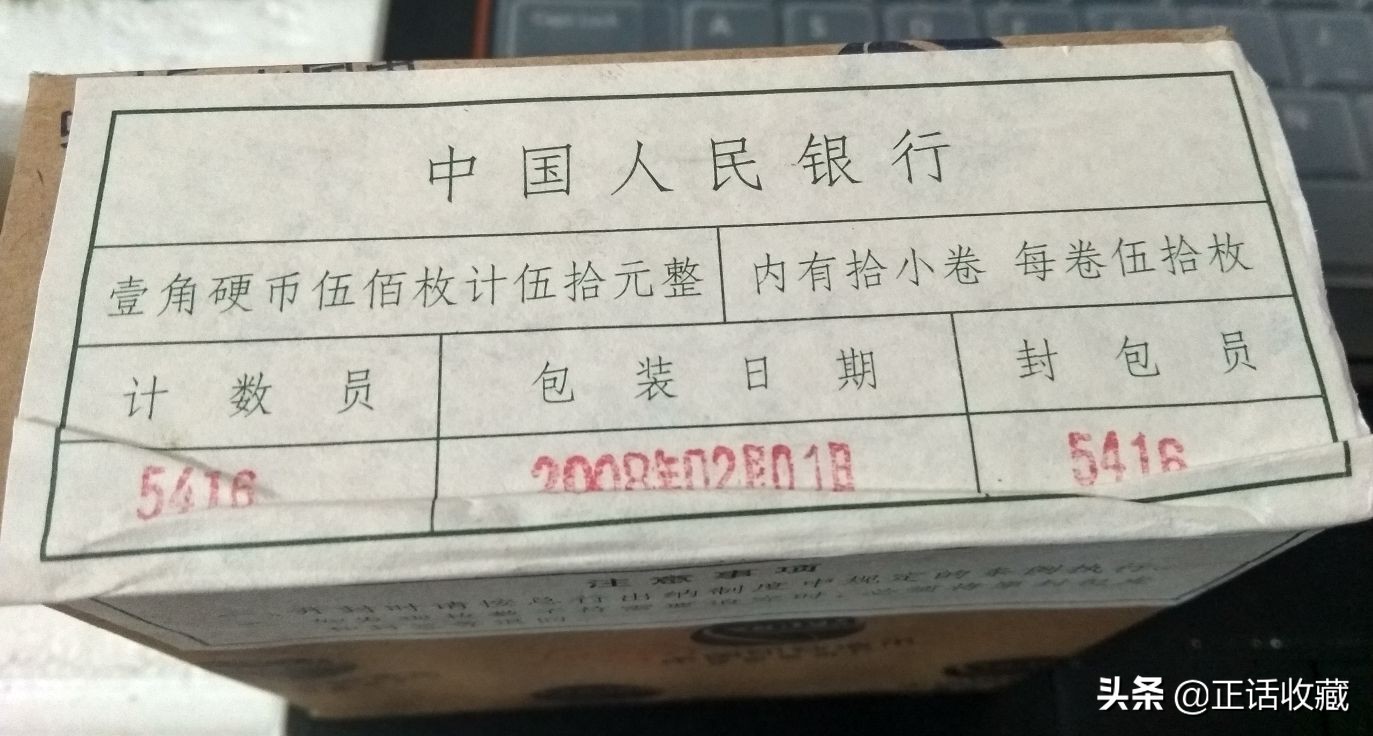 中国人民银行
壹角硬币伍佰枚计伍拾元整 内有拾小卷 每卷伍拾枚
计数员 包装日期 封包员
5416 2008年02月01日 5416
注意事项
头条 @正话收藏